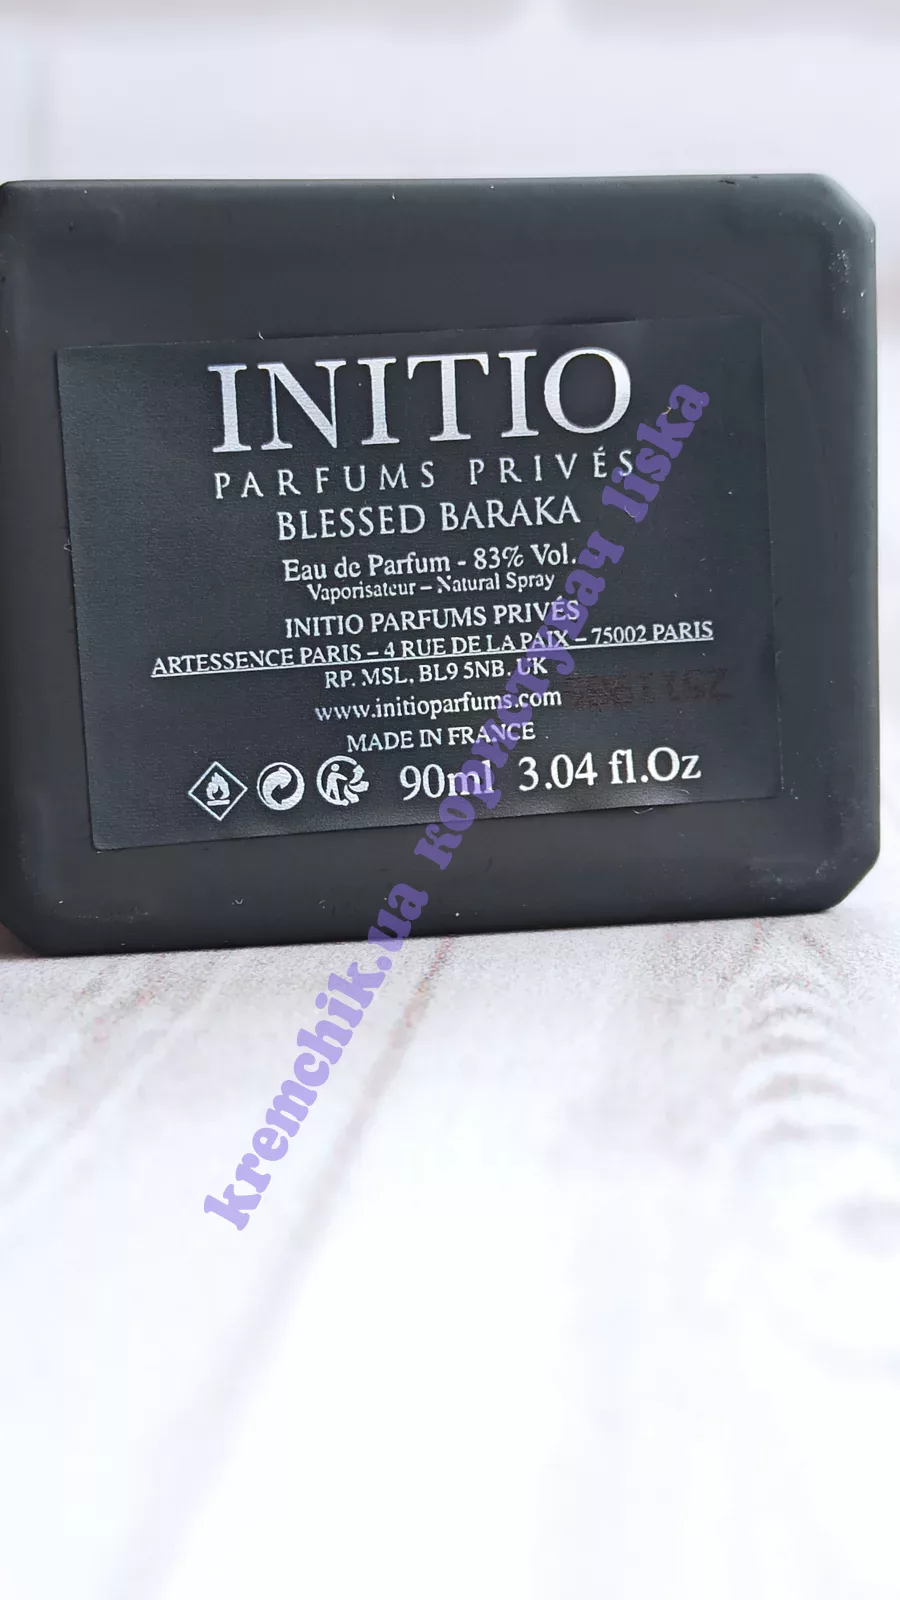 INITIO
PARFUMS PRIVÉS
BLESSED BARAKA
Eau de Parfum - 83% Vol.
Vaporisateur – Natural Spray
INITIO PARFUMS PRIVÉS
ARTESSENCE PARIS – 4 RUE DE LA PAIX – 75002 PARIS
RP. MSL. BL9 5NB. UK
www.initioparfums.com
MADE IN FRANCE
90ml 3.04 fl.Oz
kremchik.ua користувач liska